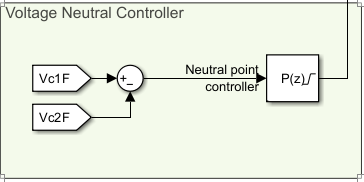 Voltage Neutral Controller
Vc1F
+
-
Neutral point
controller
P(z)
Vc2F